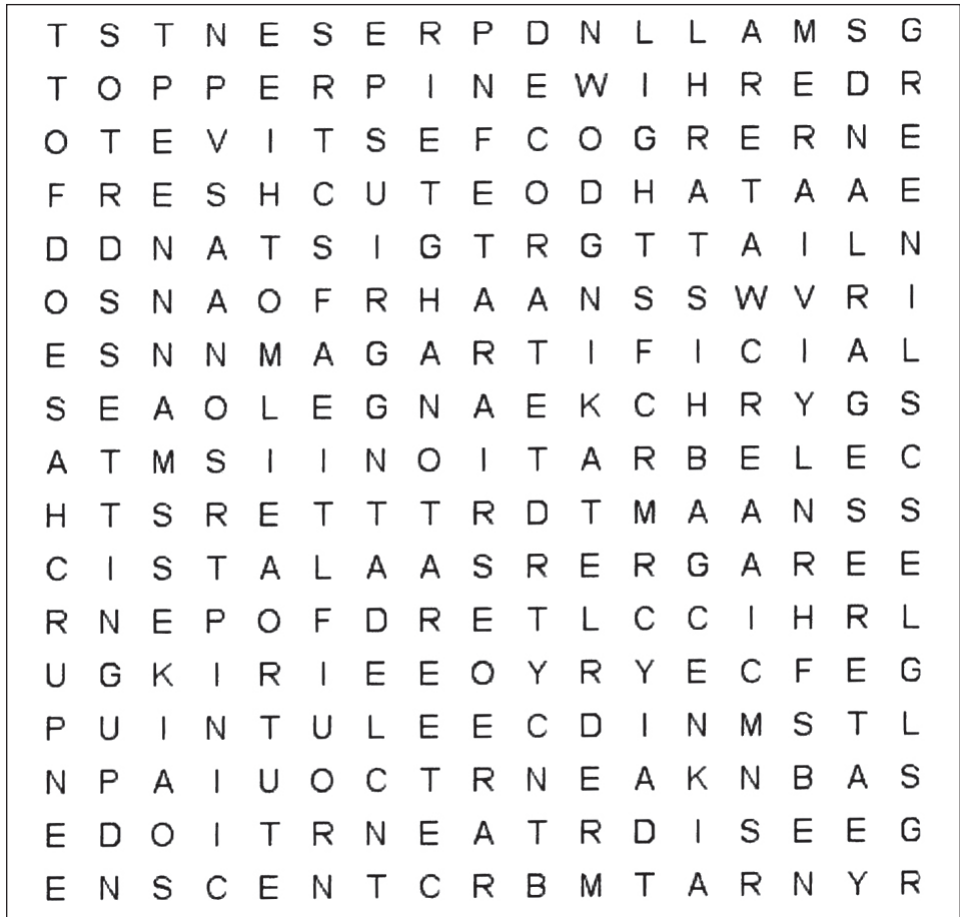 T S T N E S E R P D N L L A M S G
T O P P E R P I N E W I H R E D R
O T E V I T S E F C O G R E R N E
F R E S H C U T E O D H A T A A E
D D N A T S I G T R G T T A I L N
O S N A O F R H A A N S S W V R I
E S N N M A G A R T I F I C I A L
S E A O L E G N A E K C H R Y G S
A T M S I I N O I T A R B E L E C
H T S R E T T T R D T M A A N S S
C I S T A L A A S R E R G A R E E
R N E P O F D R E T L C C I H R L
U G K I R I E E O Y R Y E C F E G
P U I N T U L E E C D I N M S T L
N P A I U O C T R N E A K N B A S
E D O I T R N E A T R D I S E E G
E N S C E N T C R B M T A R N Y R